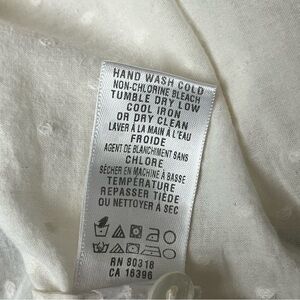 HAND WASH COLD
NON-CHLORINE BLEACH
TUMBLE DRY LOW
COOL IRON
OR DRY CLEAN
LAVER À LA MAIN À L'EAU
FROIDE
AGENT DE BLANCHIMENT SANS
CHLORE
SÉCHER EN MACHINE À BASSE
TEMPÉRATURE
REPASSER TIÈDE
OU NETTOYER À SEC
RN 80318
CA 16396